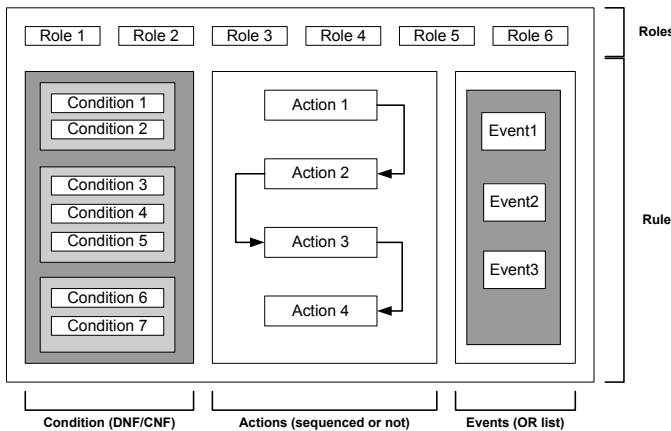 Role 1
Role 2
Role 3
Role 4
Role 5
Role 6
Roles
Condition 1
Condition 2
Condition 3
Condition 4
Condition 5
Condition 6
Condition 7
Action 1
Action 2
Action 3
Action 4
Event1
Event2
Event3
Rule
Condition (DNF/CNF)
Actions (sequenced or not)
Events (OR list)